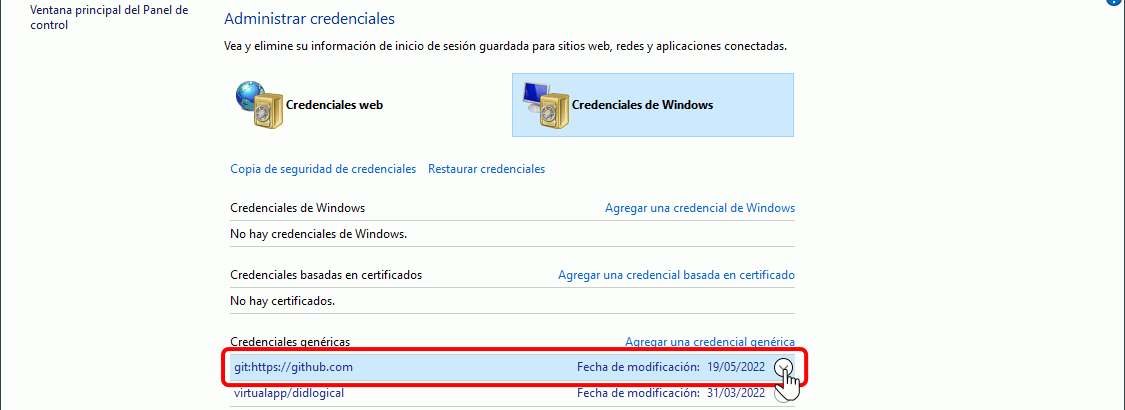 Ventana principal del Panel de
control
Administrar credenciales
Vea y elimine su información de inicio de sesión guardada para sitios web, redes y aplicaciones conectadas.
Credenciales web
Credenciales de Windows
Copia de seguridad de credenciales Restaurar credenciales
Credenciales de Windows Agregar una credencial de Windows
No hay credenciales de Windows.
Credenciales basadas en certificados Agregar una credencial basada en certificado
No hay certificados.
Credenciales genéricas Agregar una credencial genérica
git:https://github.com Fecha de modificación: 19/05/2022
virtualapp/didlogical Fecha de modificación: 31/03/2022